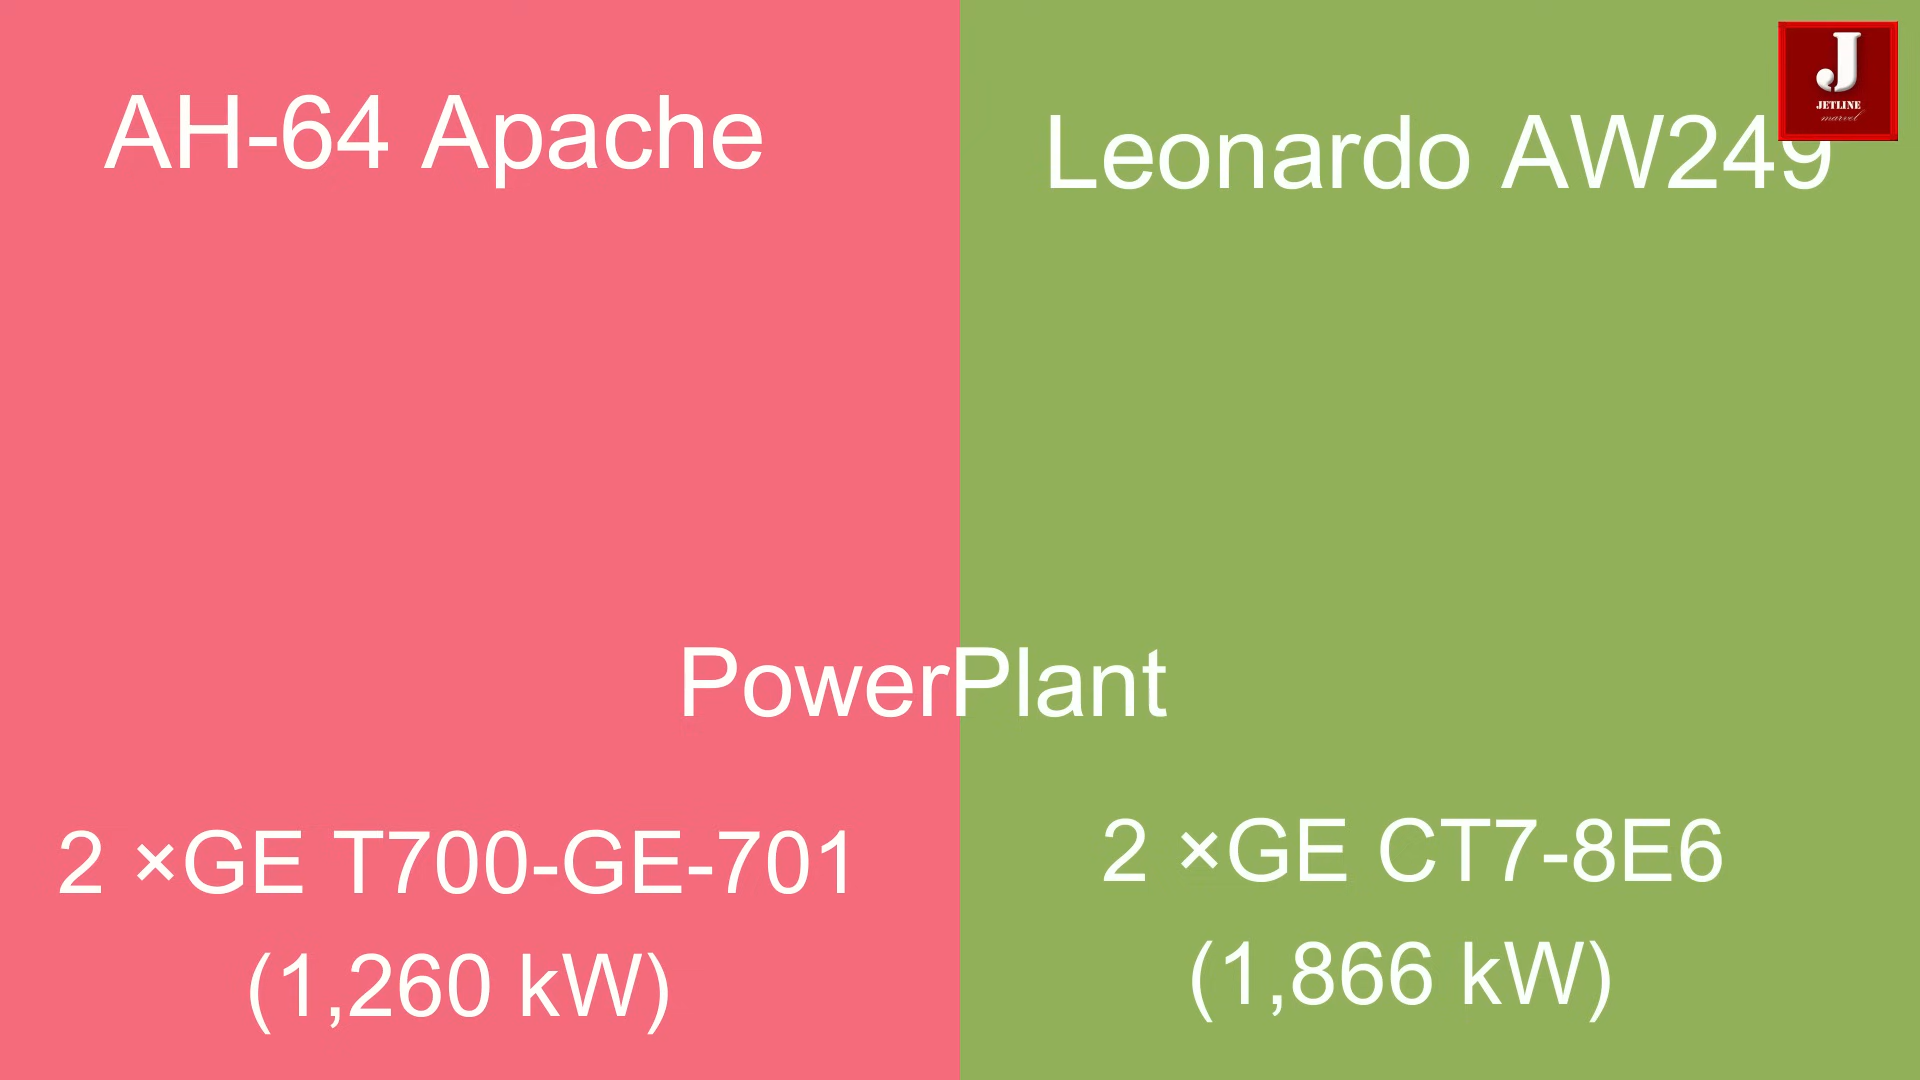 AH-64 Apache
Leonardo AW249
J
JETLINE
marvel
PowerPlant
2 ×GE T700-GE-701
(1,260 kW)
2 ×GE CT7-8E6
(1,866 kW)